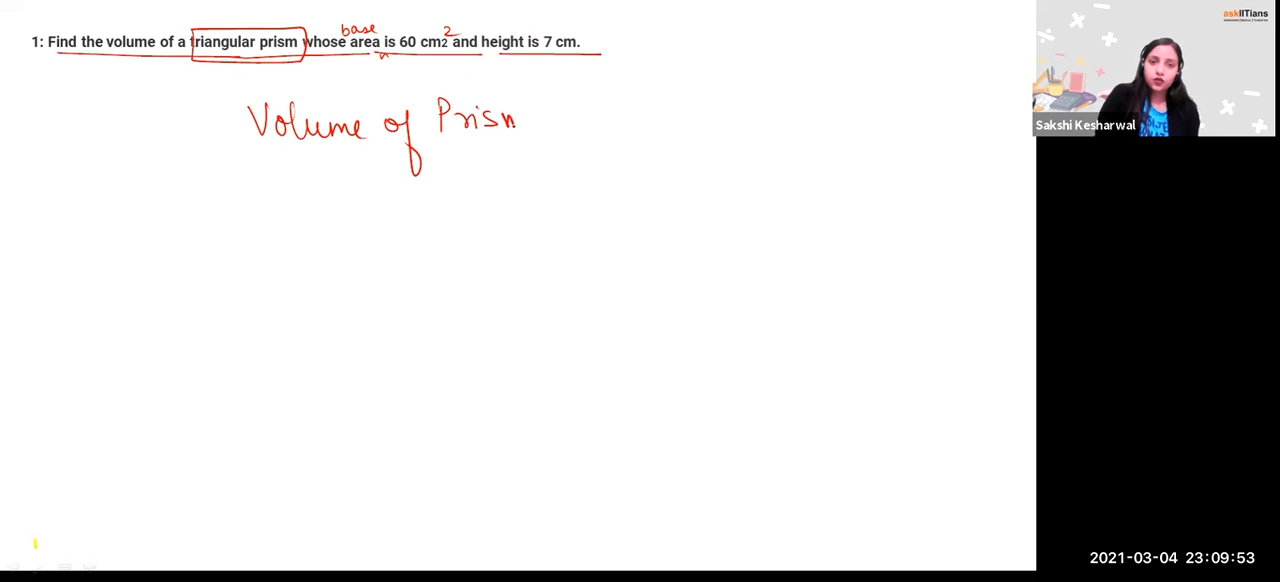 askIITians
base
1: Find the volume of a triangular prism whose area is 60 cm2 and height is 7 cm.
2
Volume of Prism
Sakshi Kesharwal
2021-03-04 23:09:53